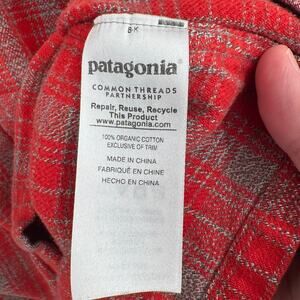 patagonia®
COMMON THREADS
PARTNERSHIP
Repair, Reuse, Recycle
This Product
www.patagonia.com
100% ORGANIC COTTON
EXCLUSIVE OF TRIM
MADE IN CHINA
FABRIQUÉ EN CHINE
HECHO EN CHINA